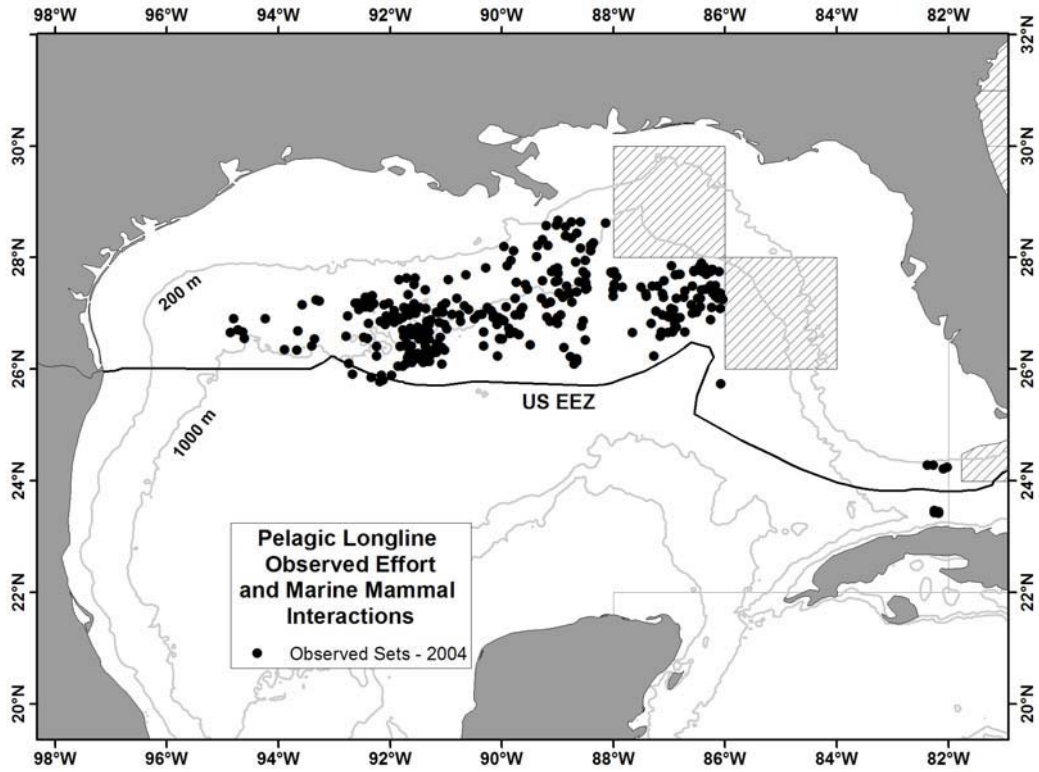 98°W 96°W 94°W 92°W 90°W 88°W 86°W 84°W 82°W
32°N 32°N
30°N 30°N
28°N 28°N
200 m
26°N 26°N
US EEZ
1000 m
24°N 24°N
Pelagic Longline
Observed Effort
and Marine Mammal
Interactions
22°N 22°N
Observed Sets - 2004
20°N 20°N
98°W 96°W 94°W 92°W 90°W 88°W 86°W 84°W 82°W